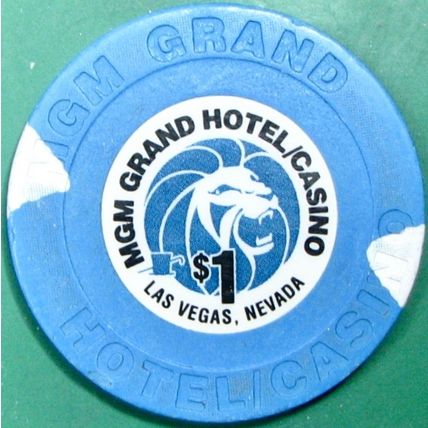 MGM GRAND
HOTEL/CASINO
MGM GRAND HOTEL/CASINO
$1
LAS VEGAS, NEVADA